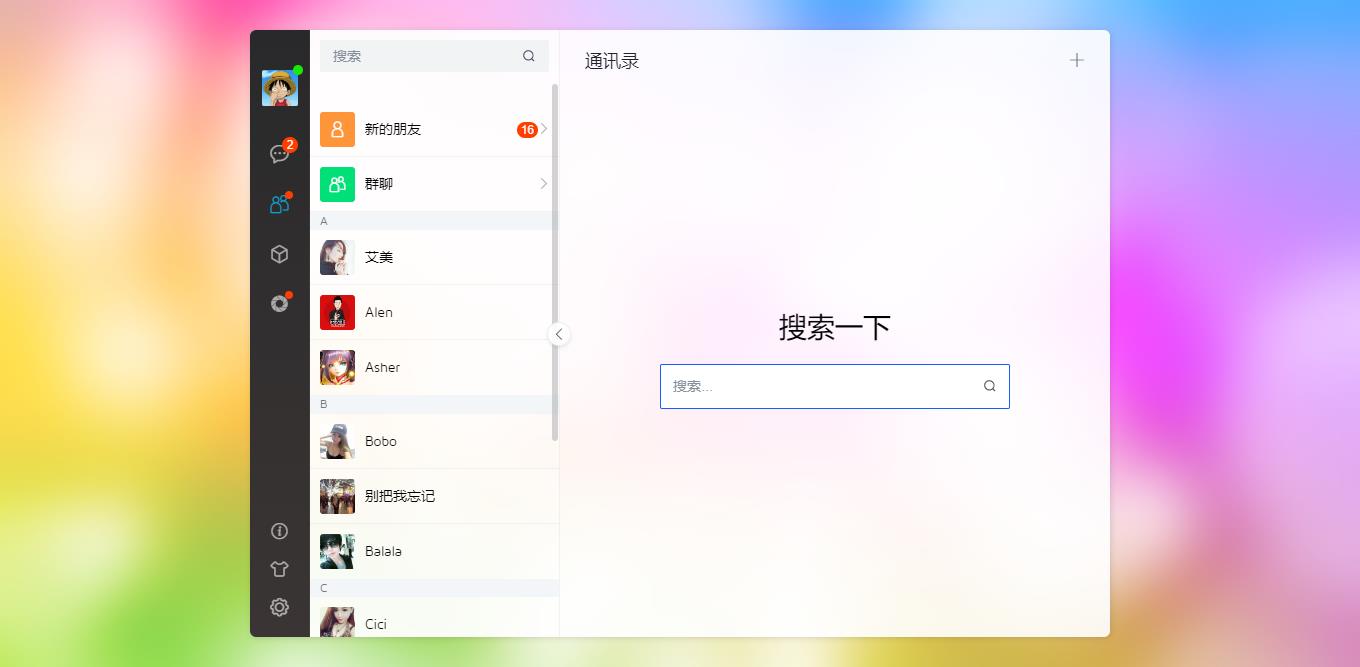 搜索
2
新的朋友
16
群聊
A
艾美
Alen
Asher
B
Bobo
别把我忘记
Balala
C
Cici
通讯录
搜索一下
搜索...